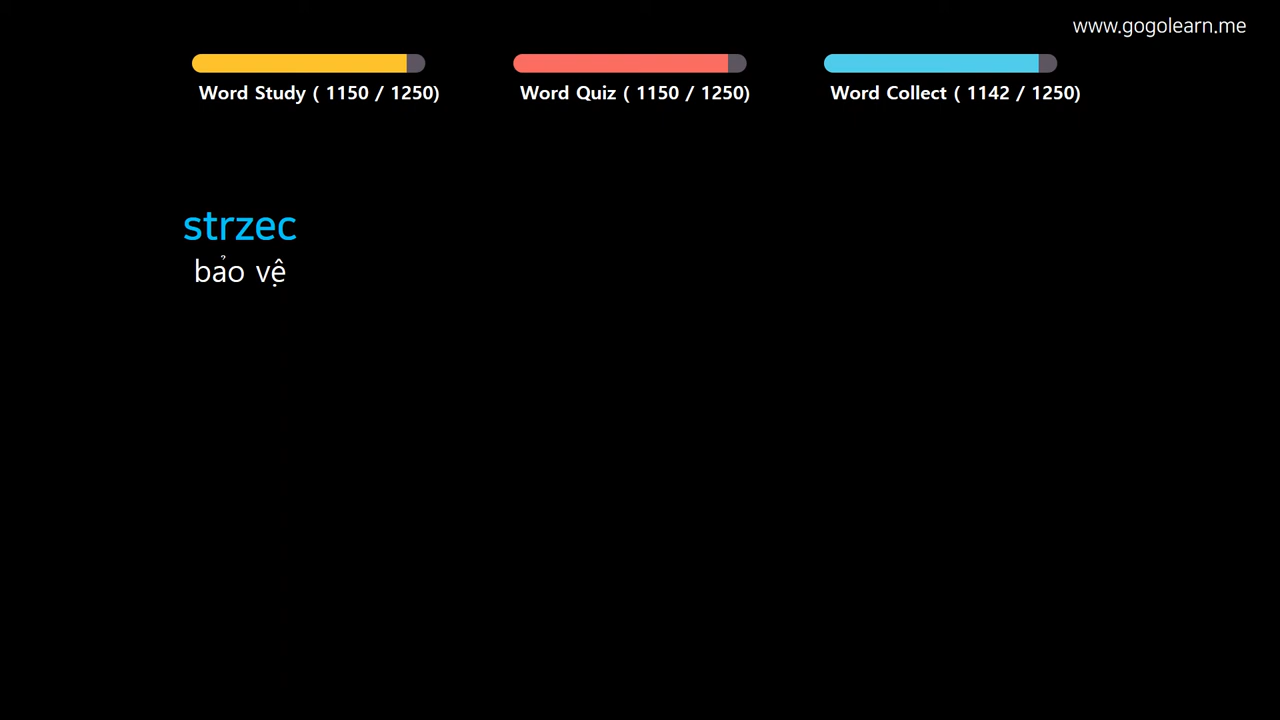 www.gogolearn.me
Word Study ( 1150 / 1250)
Word Quiz ( 1150 / 1250)
Word Collect ( 1142 / 1250)
strzec
bảo vệ